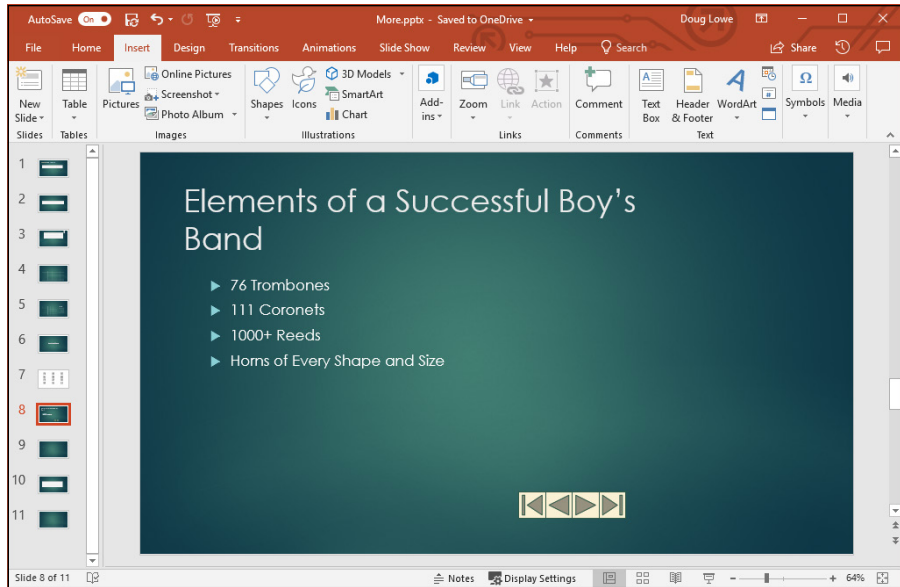 AutoSave On More.pptx - Saved to OneDrive Doug Lowe
File Home Insert Design Transitions Animations Slide Show Review View Help Search Share
New Slide
Table
Pictures
Online Pictures
Screenshot
Photo Album
Shapes
Icons
3D Models
SmartArt
Chart
Add-ins
Zoom
Link
Action
Comment
Text Box
Header & Footer
WordArt
Symbols
Media
Slides Tables Images Illustrations Links Comments Text
1
2
3
4
5
6
7
8
9
10
11
Elements of a Successful Boy's
Band
76 Trombones
111 Coronets
1000+ Reeds
Horns of Every Shape and Size
Slide 8 of 11 Notes Display Settings 64%